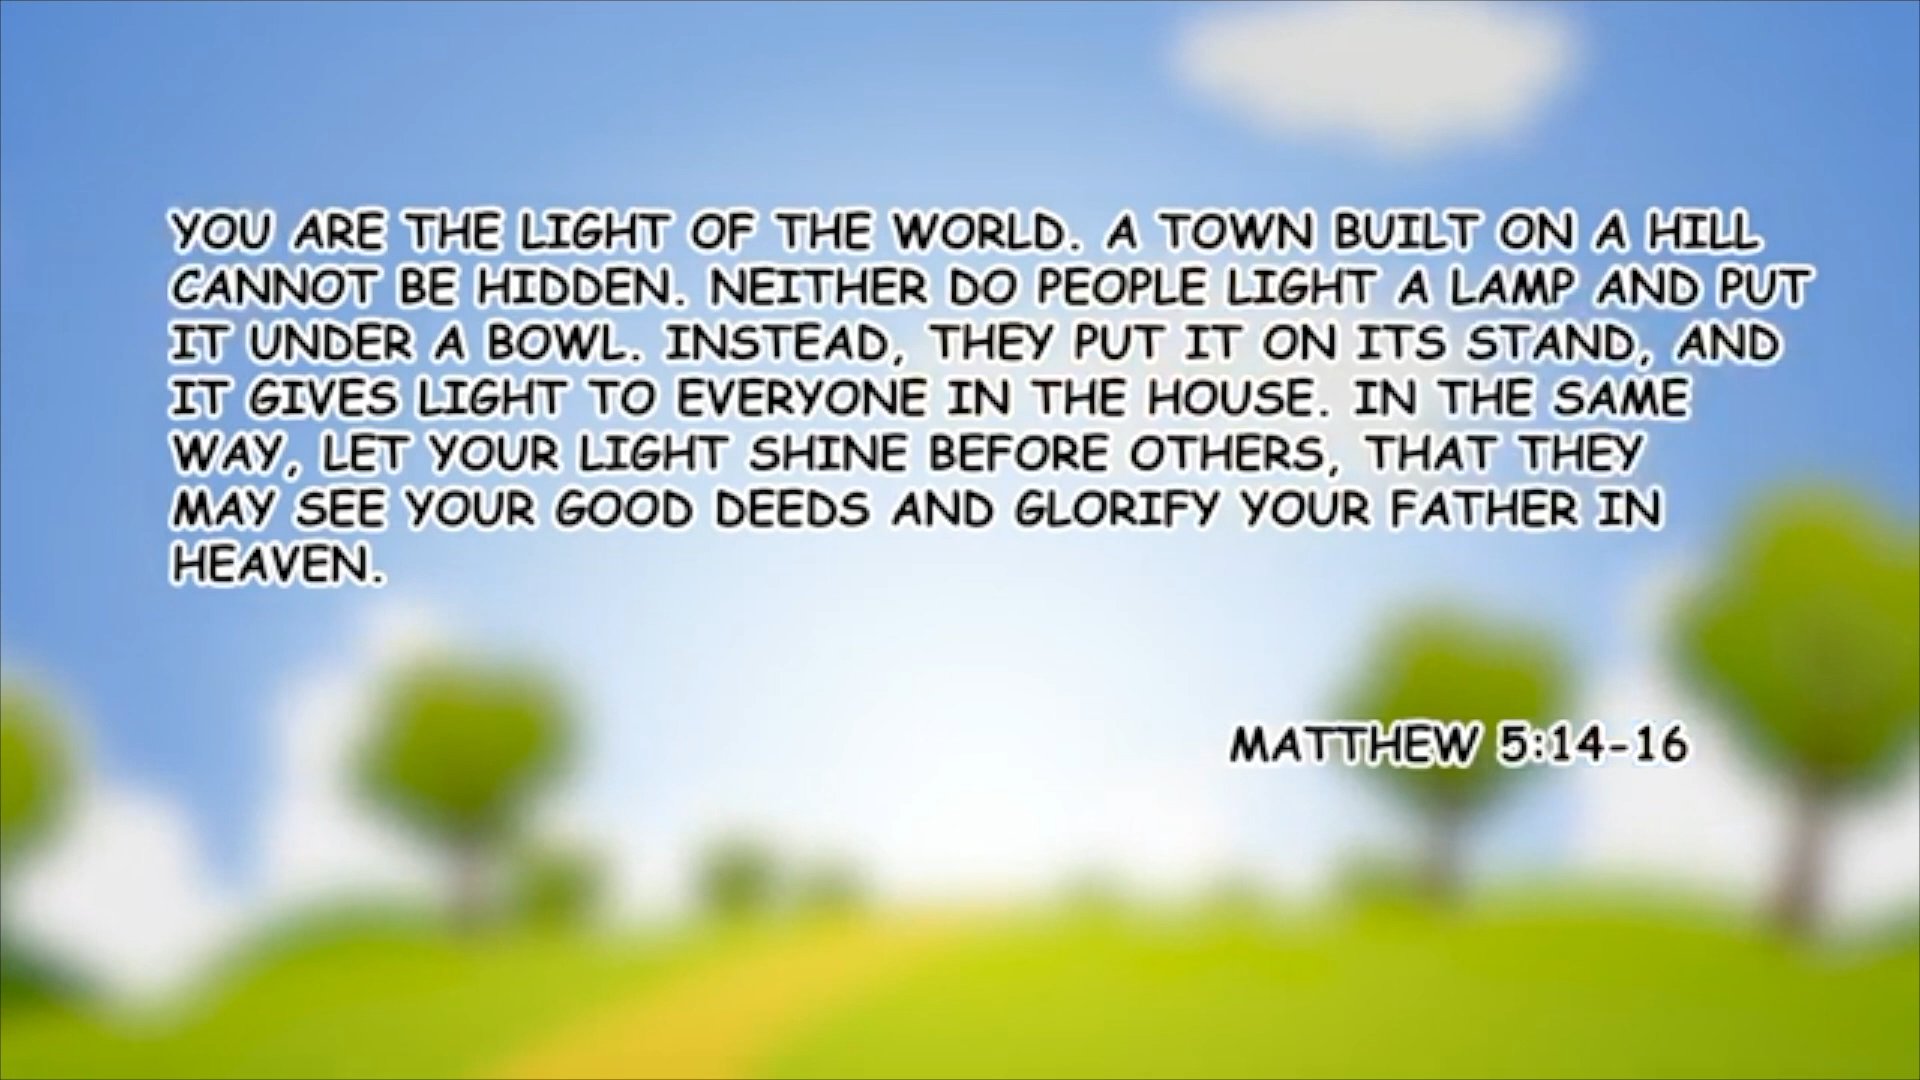 YOU ARE THE LIGHT OF THE WORLD. A TOWN BUILT ON A HILL
CANNOT BE HIDDEN. NEITHER DO PEOPLE LIGHT A LAMP AND PUT
IT UNDER A BOWL. INSTEAD, THEY PUT IT ON ITS STAND, AND
IT GIVES LIGHT TO EVERYONE IN THE HOUSE. IN THE SAME
WAY, LET YOUR LIGHT SHINE BEFORE OTHERS, THAT THEY
MAY SEE YOUR GOOD DEEDS AND GLORIFY YOUR FATHER IN
HEAVEN.
MATTHEW 5:14-16